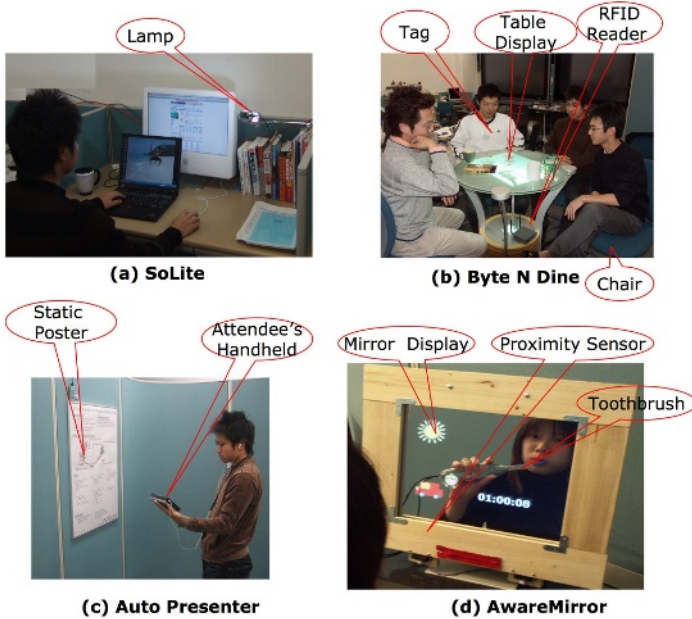 Lamp
Tag
Table
Display
RFID
Reader
(a) SoLite
(b) Byte N Dine
Chair
Static
Poster
Attendee's
Handheld
Mirror Display
Proximity Sensor
Toothbrush
01:00:08
(c) Auto Presenter
(d) AwareMirror